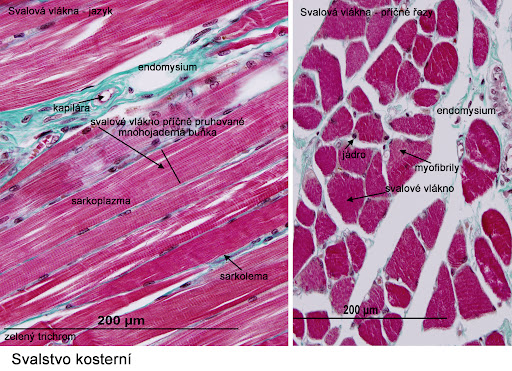 Svalová vlákna - jazyk
endomysium
kapilára
svalové vlákno příčně pruhované
mnohojaderná buňka
sarkoplazma
sarkolema
200 µm
zelený trichrom
Svalová vlákna - příčné řezy
endomysium
jádro
myofibrily
svalové vlákno
200 µm
Svalstvo kosterní